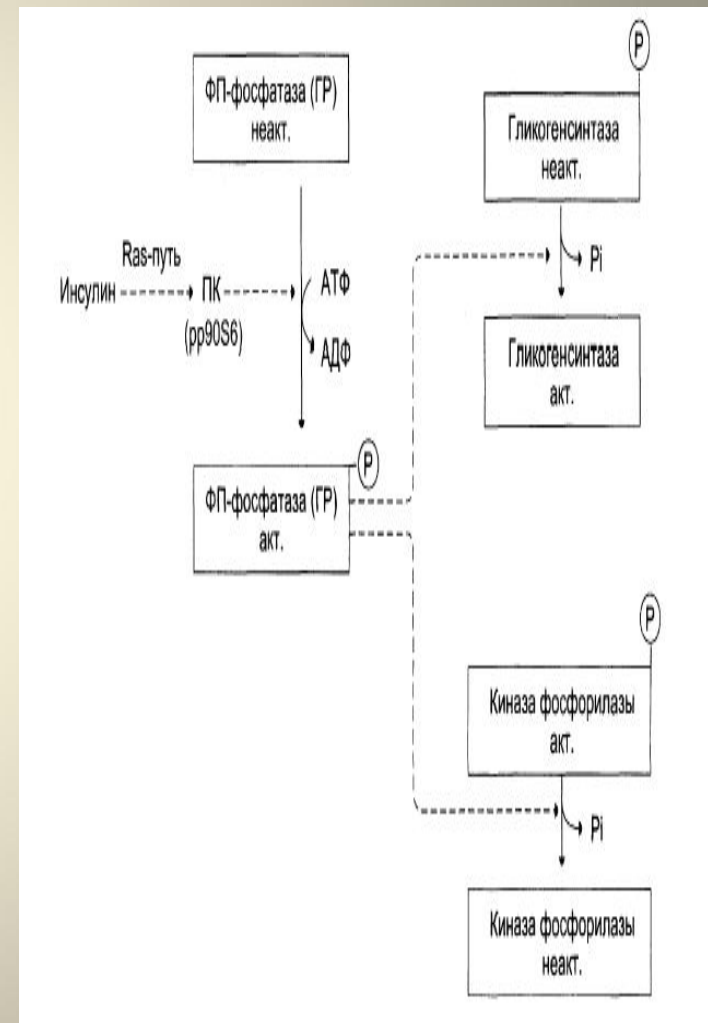 ФП-фосфатаза (ГР)
неакт.
Ras-путь
Инсулин
ПК
(pp90S6)
АТФ
АДФ
P
ФП-фосфатаза (ГР)
акт.
P
Гликогенсинтаза
неакт.
Pi
Гликогенсинтаза
акт.
P
Киназа фосфорилазы
акт.
Pi
Киназа фосфорилазы
неакт.